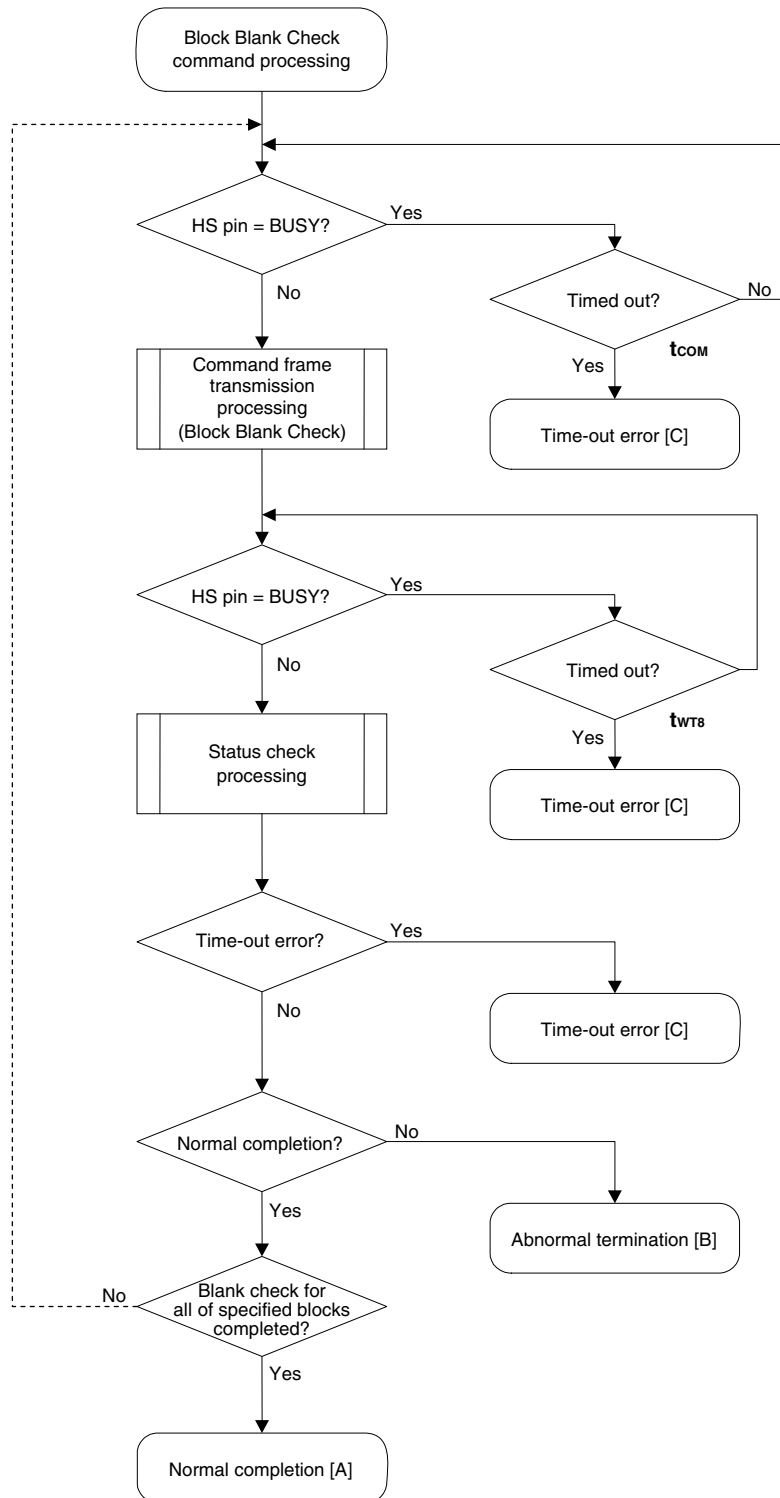 Block Blank Check
command processing
HS pin = BUSY?
Yes
No
Timed out?
No
tCOM
Yes
Command frame
transmission
processing
(Block Blank Check)
Time-out error [C]
HS pin = BUSY?
Yes
No
Timed out?
tWT8
Yes
Status check
processing
Time-out error [C]
Time-out error?
Yes
No
Time-out error [C]
Normal completion?
No
Yes
Abnormal termination [B]
No
Blank check for
all of specified blocks
completed?
Yes
Normal completion [A]